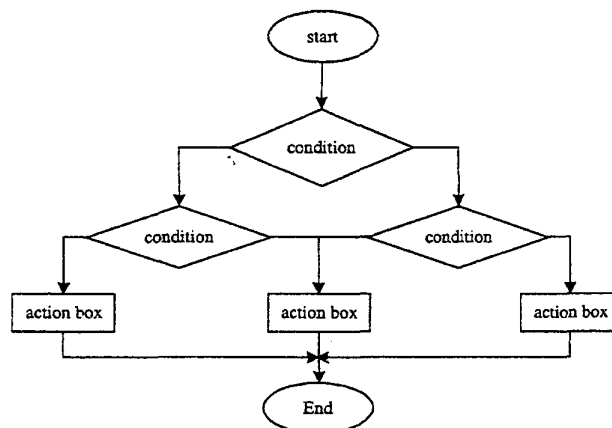 start
condition
condition
condition
action box
action box
action box
End